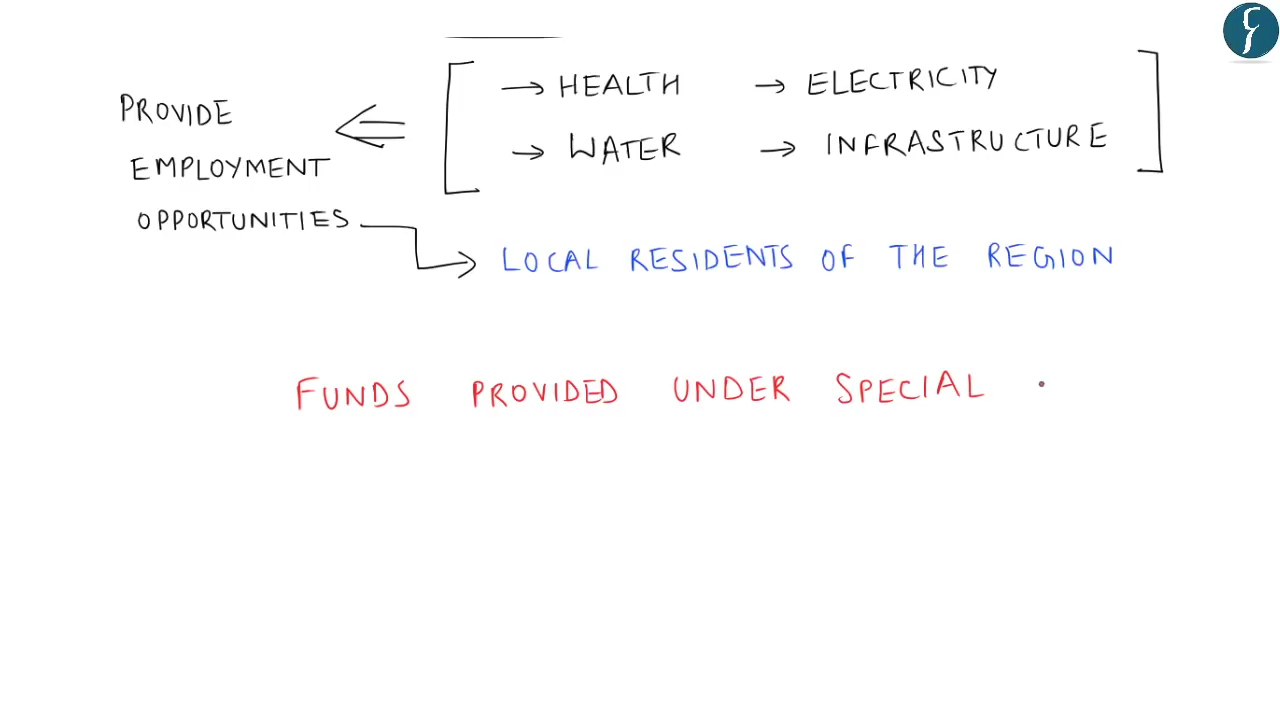 PROVIDE
EMPLOYMENT
OPPORTUNITIES
→ HEALTH → ELECTRICITY
→ WATER → INFRASTRUCTURE
LOCAL RESIDENTS OF THE REGION
FUNDS PROVIDED UNDER SPECIAL